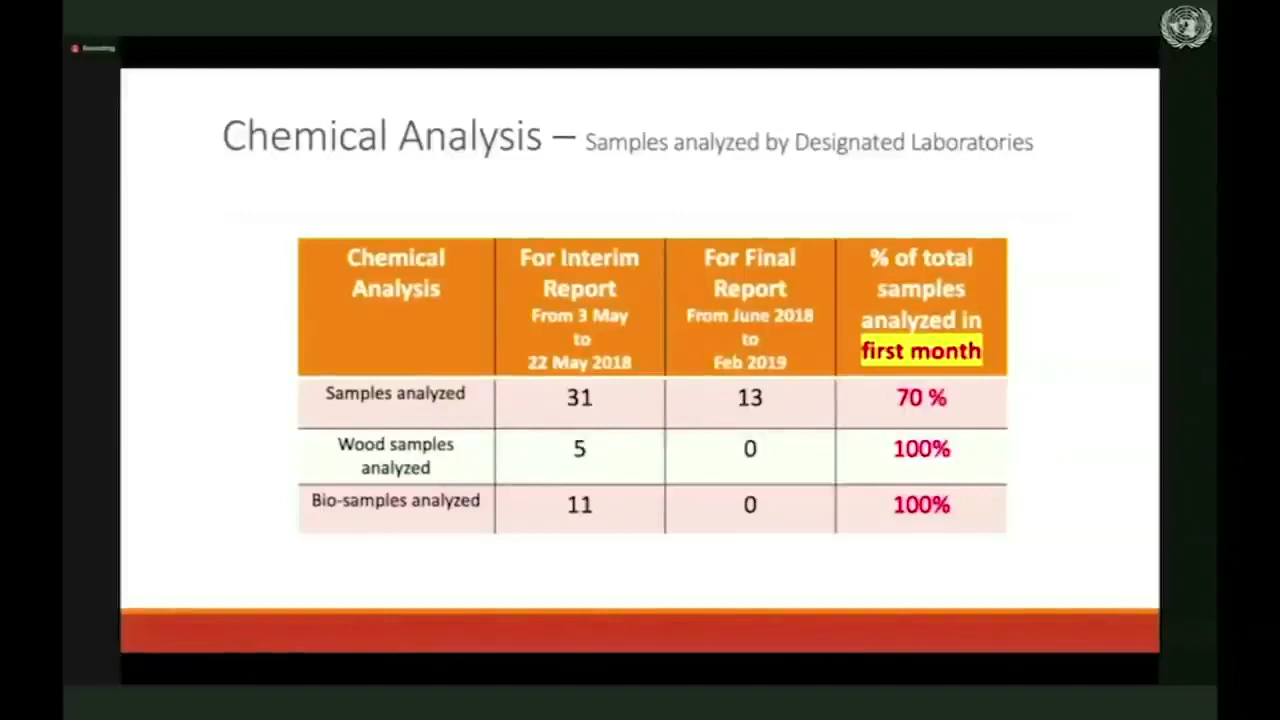 Recording
Chemical Analysis – Samples analyzed by Designated Laboratories
Chemical Analysis
For Interim Report
From 3 May
to
22 May 2018
For Final Report
From June 2018
to
Feb 2019
% of total samples analyzed in first month
Samples analyzed
31
13
70 %
Wood samples analyzed
5
0
100%
Bio-samples analyzed
11
0
100%